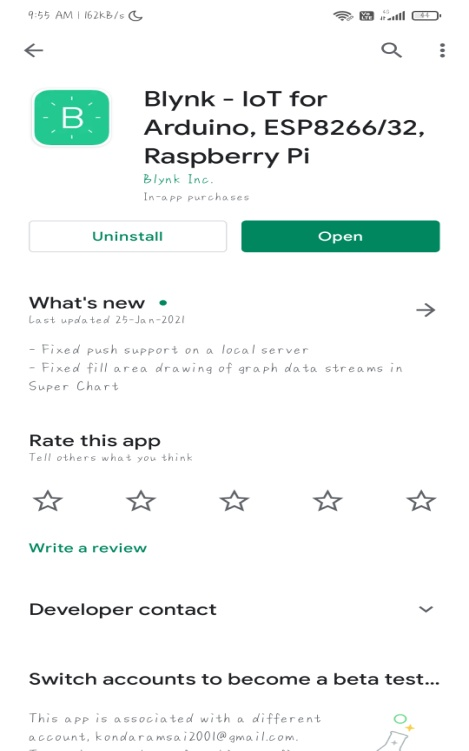 9:55 AM | 162KB/s
B
Blynk - IoT for
Arduino, ESP8266/32,
Raspberry Pi
Blynk Inc.
In-app purchases
Uninstall
Open
What's new
Last updated 25-Jan-2021
- Fixed push support on a local server
- Fixed fill area drawing of graph data streams in
Super Chart
Rate this app
Tell others what you think
Write a review
Developer contact
Switch accounts to become a beta test...
This app is associated with a different
account, kondaramsai2001@gmail.com.